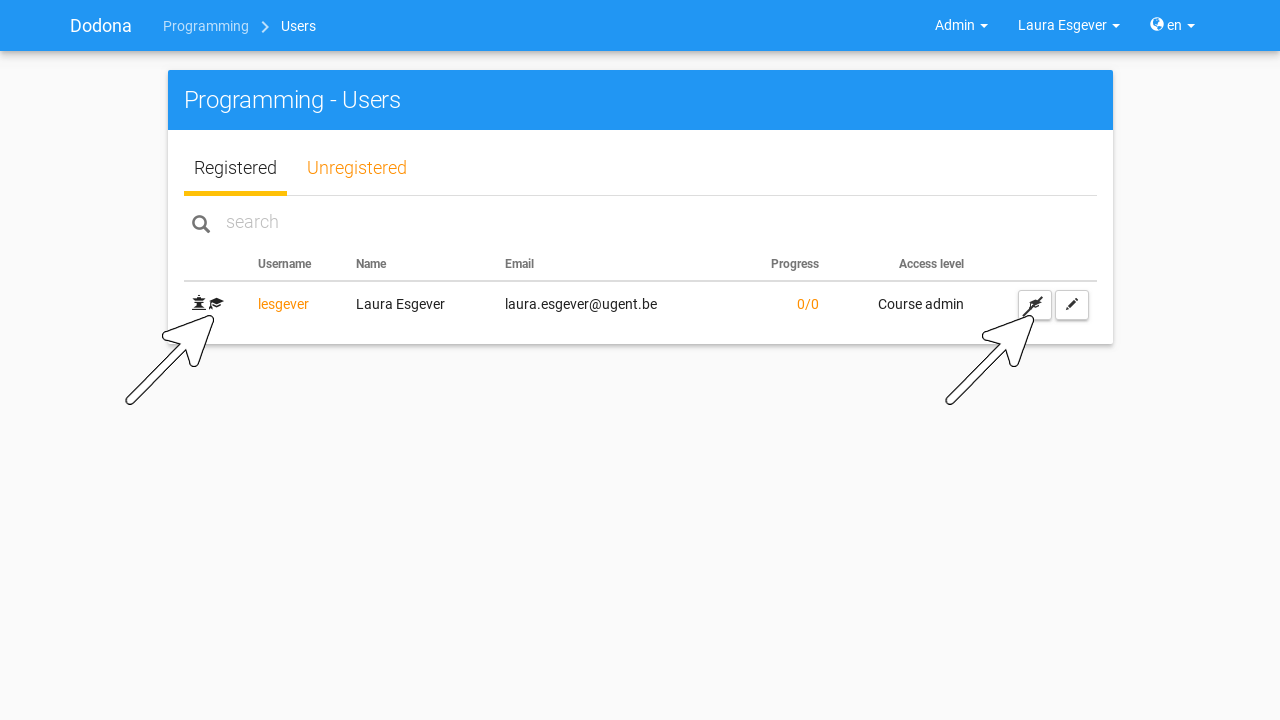 Dodona Programming Users Admin Laura Esgever en
Programming - Users
Registered Unregistered
search
Username Name Email Progress Access level
lesgever Laura Esgever laura.esgever@ugent.be 0/0 Course admin